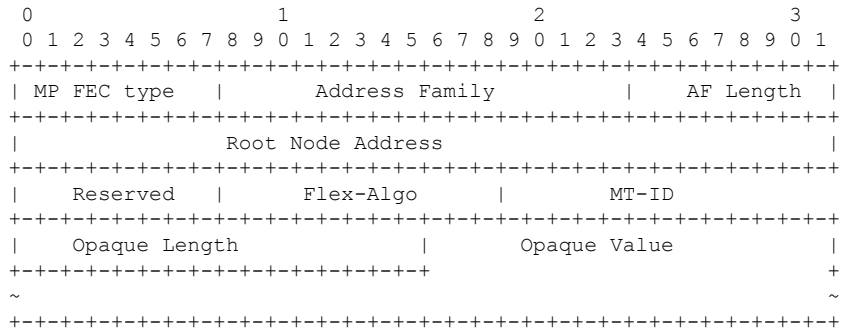 0                   1                   2                   3
 0 1 2 3 4 5 6 7 8 9 0 1 2 3 4 5 6 7 8 9 0 1 2 3 4 5 6 7 8 9 0 1
+-+-+-+-+-+-+-+-+-+-+-+-+-+-+-+-+-+-+-+-+-+-+-+-+-+-+-+-+-+-+-+-+
| MP FEC type   |       Address Family          |    AF Length  |
+-+-+-+-+-+-+-+-+-+-+-+-+-+-+-+-+-+-+-+-+-+-+-+-+-+-+-+-+-+-+-+-+
|                Root Node Address                              |
+-+-+-+-+-+-+-+-+-+-+-+-+-+-+-+-+-+-+-+-+-+-+-+-+-+-+-+-+-+-+-+-+
|    Reserved   |      Flex-Algo      |        MT-ID
+-+-+-+-+-+-+-+-+-+-+-+-+-+-+-+-+-+-+-+-+-+-+-+-+-+-+-+-+-+-+-+-+
|    Opaque Length              |       Opaque Value            |
+-+-+-+-+-+-+-+-+-+-+-+-+-+-+-+-+                               +
~                                                               ~
+-+-+-+-+-+-+-+-+-+-+-+-+-+-+-+-+-+-+-+-+-+-+-+-+-+-+-+-+-+-+-+-+